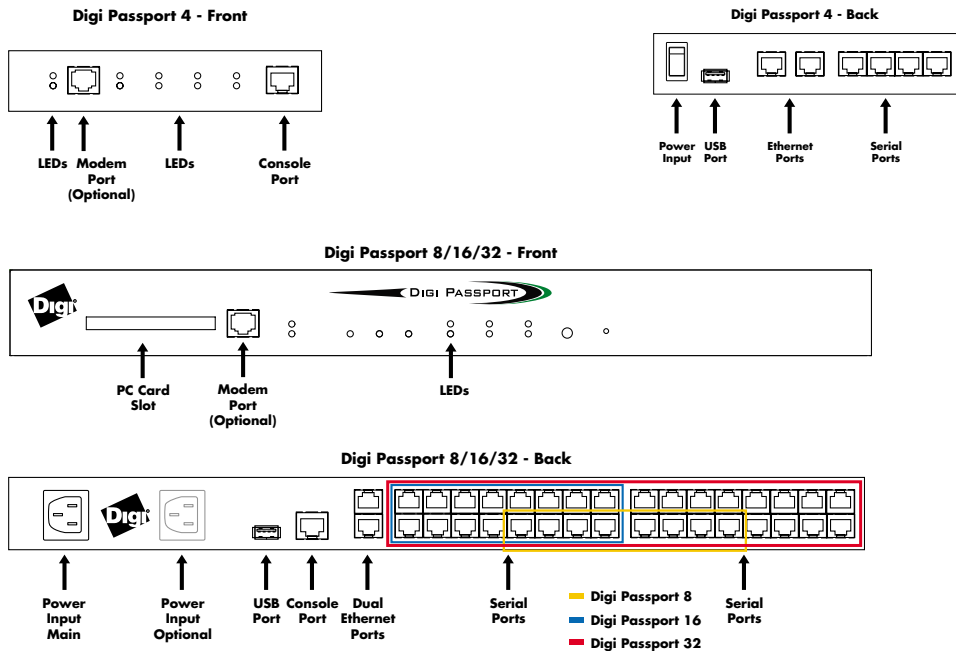 Digi Passport 4 - Front
LEDs
Modem
Port
(Optional)
LEDs
Console
Port
Digi Passport 4 - Back
Power
Input
USB
Port
Ethernet
Ports
Serial
Ports
Digi Passport 8/16/32 - Front
Digi
DIGI PASSPORT
PC Card
Slot
Modem
Port
(Optional)
LEDs
Digi Passport 8/16/32 - Back
Digi
Power
Input
Main
Power
Input
Optional
USB
Port
Console
Port
Dual
Ethernet
Ports
Serial
Ports
Digi Passport 8
Digi Passport 16
Digi Passport 32
Serial
Ports